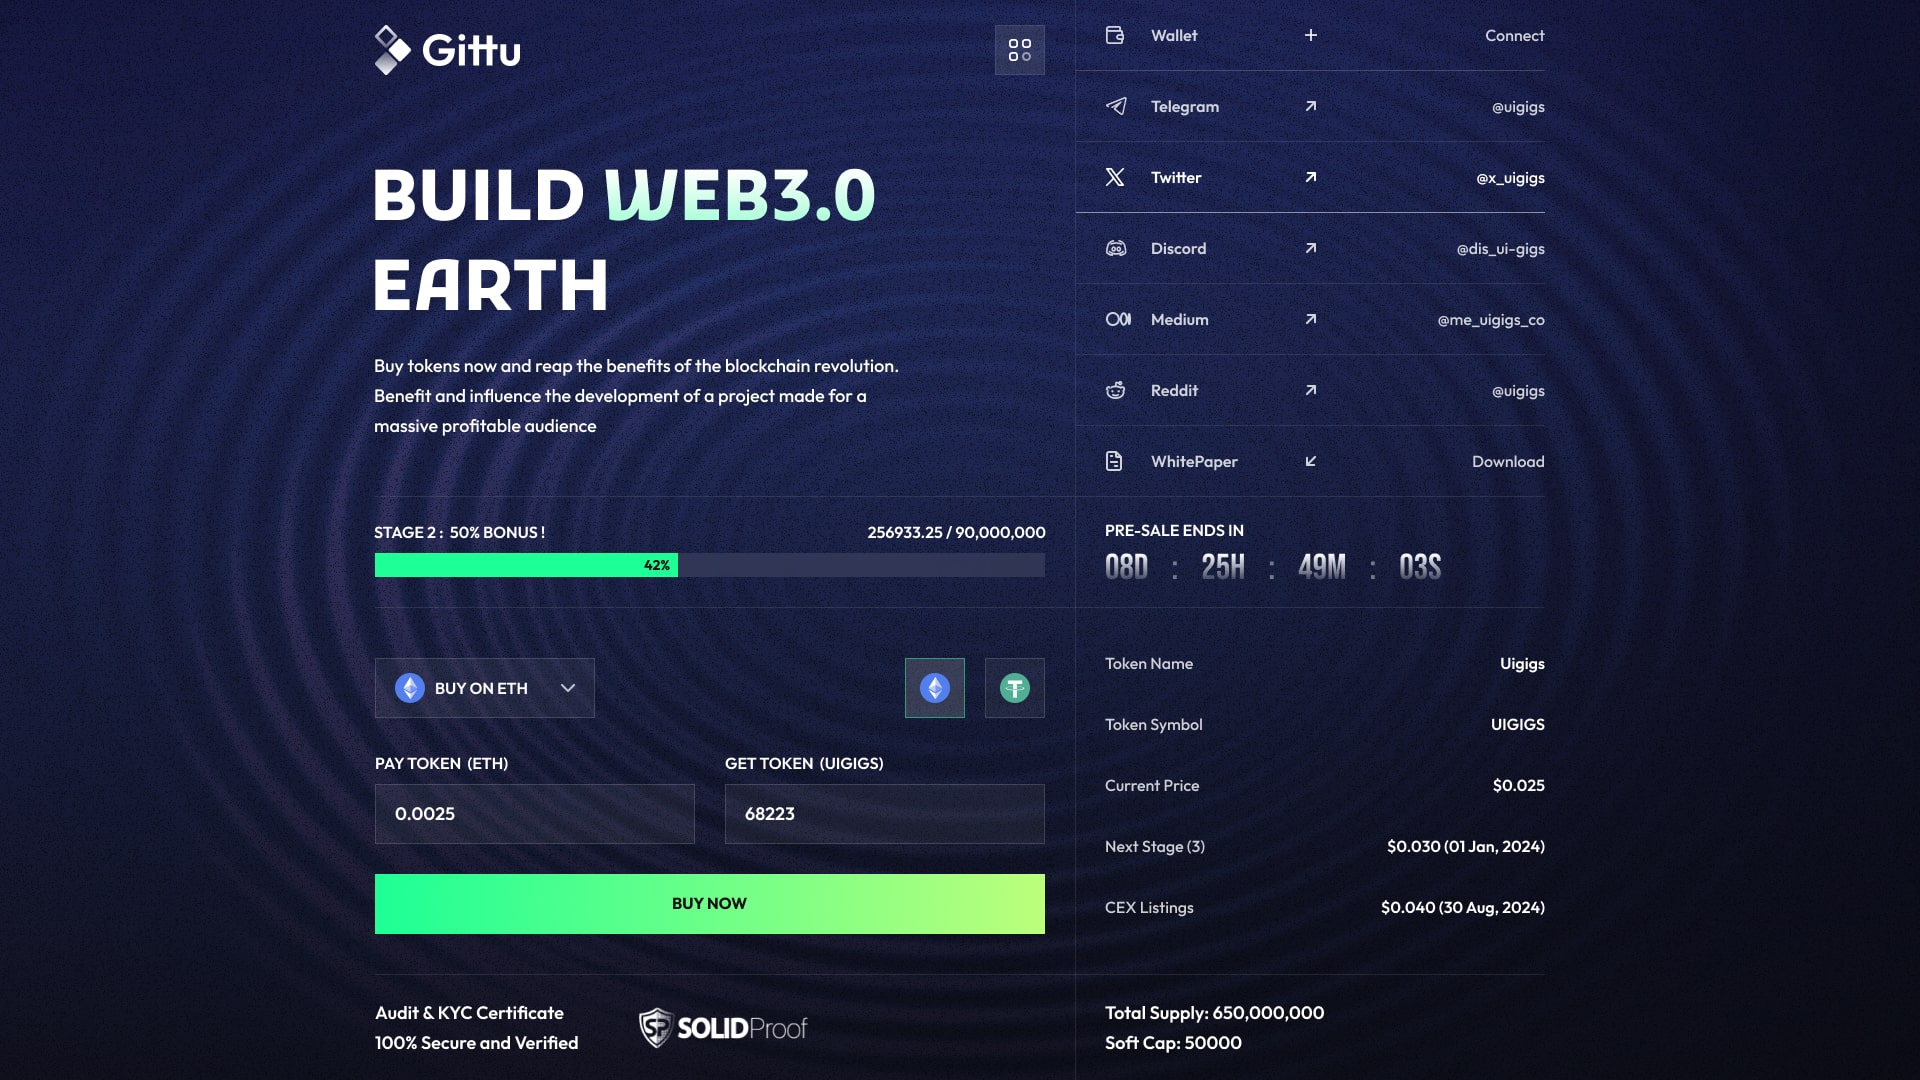 Gittu
BUILD WEB3.0
EARTH
Buy tokens now and reap the benefits of the blockchain revolution.
Benefit and influence the development of a project made for a
massive profitable audience
Wallet + Connect
Telegram @uigigs
Twitter @x_uigigs
Discord @dis_ui-gigs
Medium @me_uigigs_co
Reddit @uigigs
WhitePaper Download
STAGE 2 : 50% BONUS ! 256933.25 / 90,000,000
42%
PRE-SALE ENDS IN
08D : 25H : 49M : 03S
BUY ON ETH
PAY TOKEN (ETH) GET TOKEN (UIGIGS)
0.0025 68223
BUY NOW
Token Name Uigigs
Token Symbol UIGIGS
Current Price $0.025
Next Stage (3) $0.030 (01 Jan, 2024)
CEX Listings $0.040 (30 Aug, 2024)
Audit & KYC Certificate
100% Secure and Verified
SP SOLIDProof
Total Supply: 650,000,000
Soft Cap: 50000